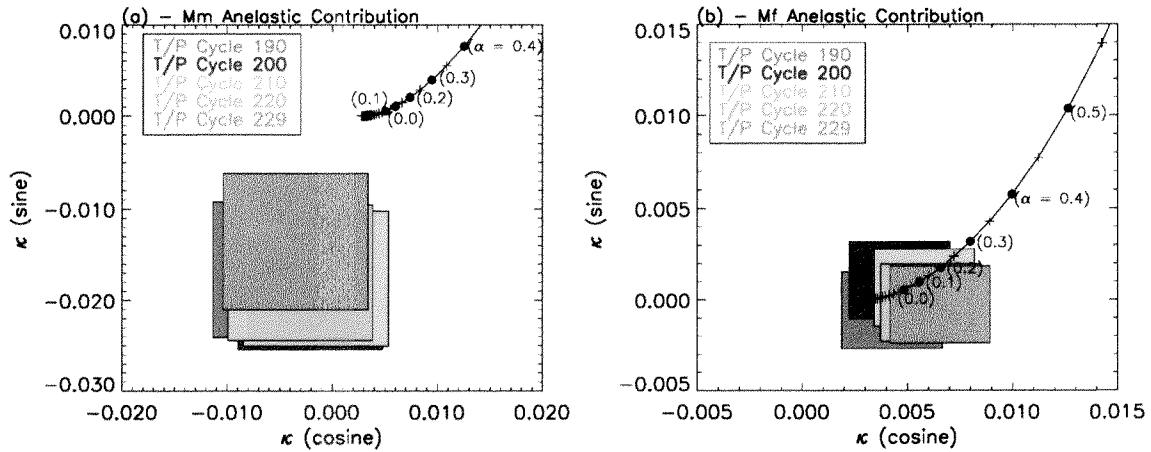 (a) - Mm Anelastic Contribution
0.010
0.000
-0.010
-0.020
-0.030
κ (sine)
T/P Cycle 190
T/P Cycle 200
T/P Cycle 210
T/P Cycle 220
T/P Cycle 229
(α = 0.4)
(0.3)
(0.2)
(0.1)
(0.0)
-0.020 -0.010 0.000 0.010 0.020
κ (cosine)
(b) - Mf Anelastic Contribution
0.015
0.010
0.005
0.000
-0.005
κ (sine)
T/P Cycle 190
T/P Cycle 200
T/P Cycle 210
T/P Cycle 220
T/P Cycle 229
(0.5)
(α = 0.4)
(0.3)
(0.2)
(0.1)
(0.0)
-0.005 0.000 0.005 0.010 0.015
κ (cosine)